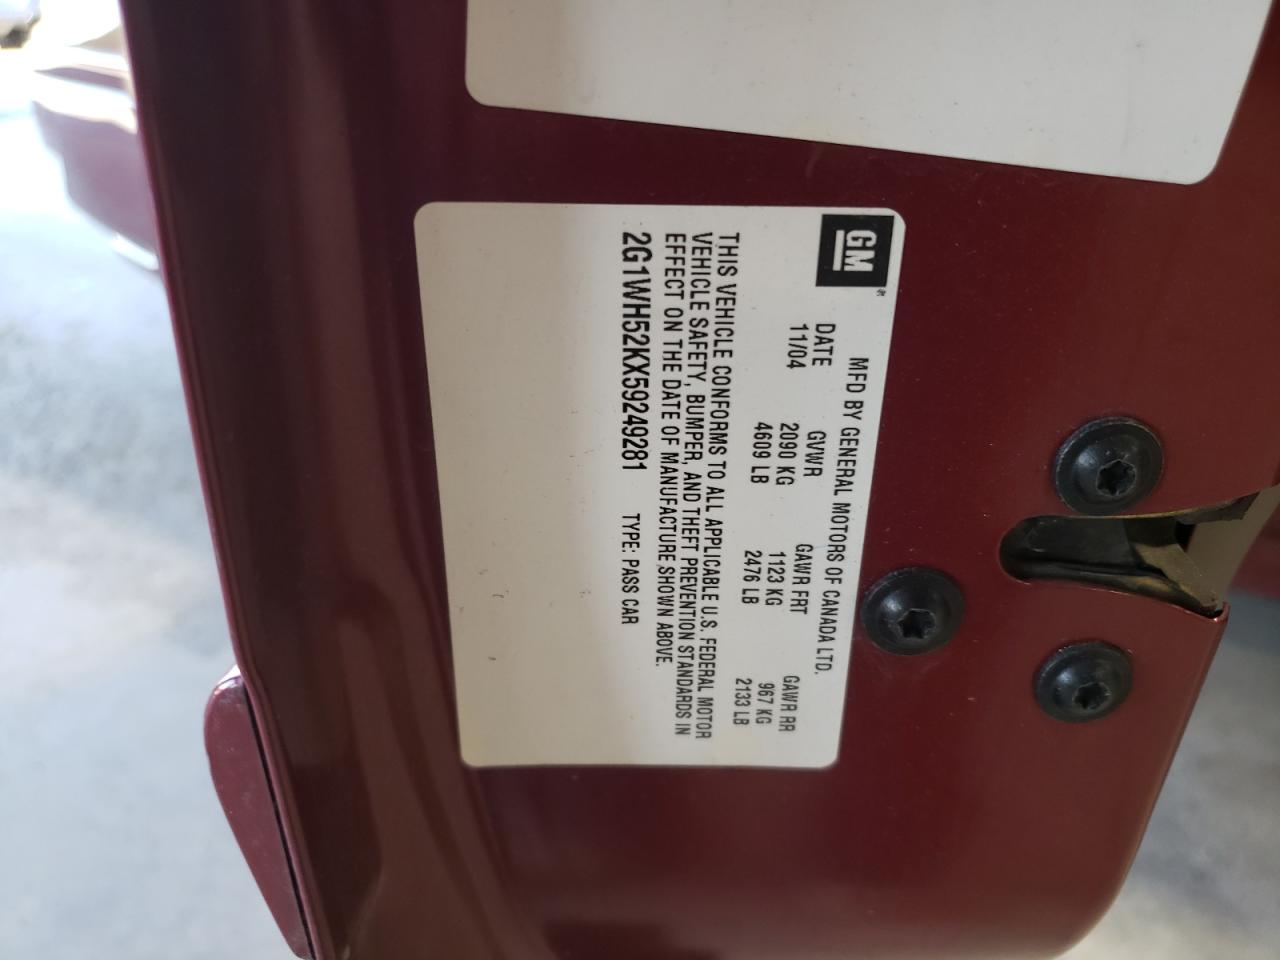 GM
MFD BY GENERAL MOTORS OF CANADA LTD.
DATE GVWR GAWR FRT GAWR RR
11/04 2090 KG 1123 KG 967 KG
4609 LB 2476 LB 2133 LB
THIS VEHICLE CONFORMS TO ALL APPLICABLE U.S. FEDERAL MOTOR
VEHICLE SAFETY, BUMPER, AND THEFT PREVENTION STANDARDS IN
EFFECT ON THE DATE OF MANUFACTURE SHOWN ABOVE.
2G1WH52KX59249281 TYPE: PASS CAR